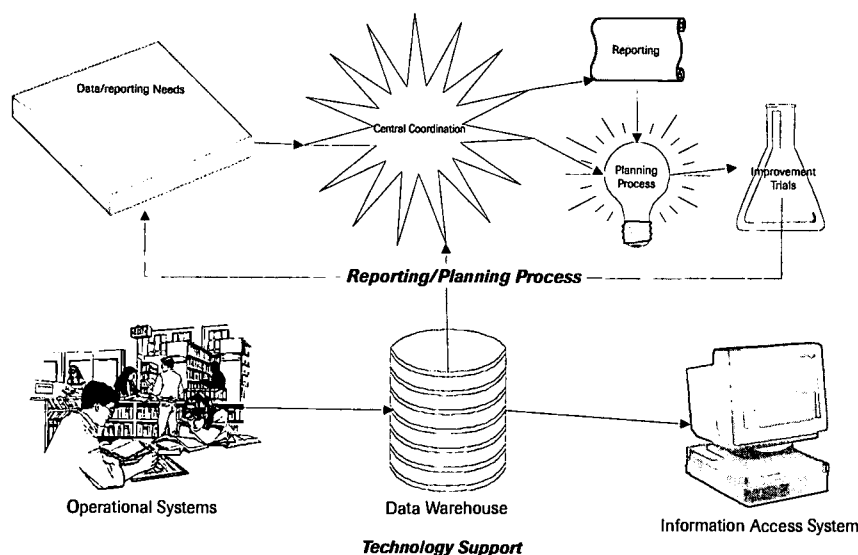 Reporting
Data/reporting Needs
Central Coordination
Planning
Process
Improvement
Trials
Reporting/Planning Process
Operational Systems
Data Warehouse
Information Access System
Technology Support